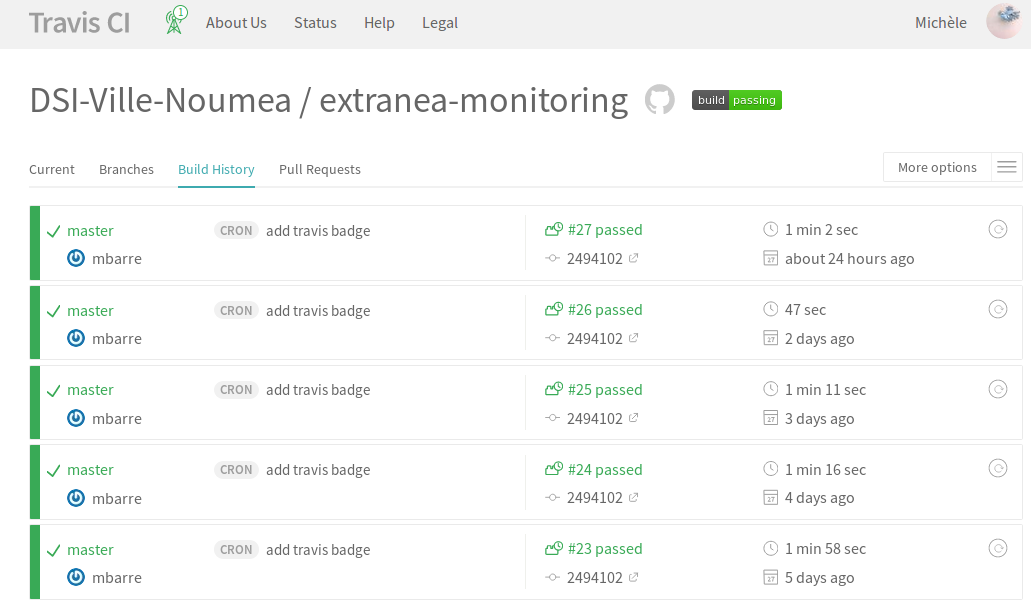 Travis CI 1 About Us Status Help Legal Michèle
DSI-Ville-Noumea / extranea-monitoring build passing
Current Branches Build History Pull Requests More options
master CRON add travis badge #27 passed 1 min 2 sec
mbarre 2494102 27 about 24 hours ago
master CRON add travis badge #26 passed 47 sec
mbarre 2494102 27 2 days ago
master CRON add travis badge #25 passed 1 min 11 sec
mbarre 2494102 27 3 days ago
master CRON add travis badge #24 passed 1 min 16 sec
mbarre 2494102 27 4 days ago
master CRON add travis badge #23 passed 1 min 58 sec
mbarre 2494102 27 5 days ago